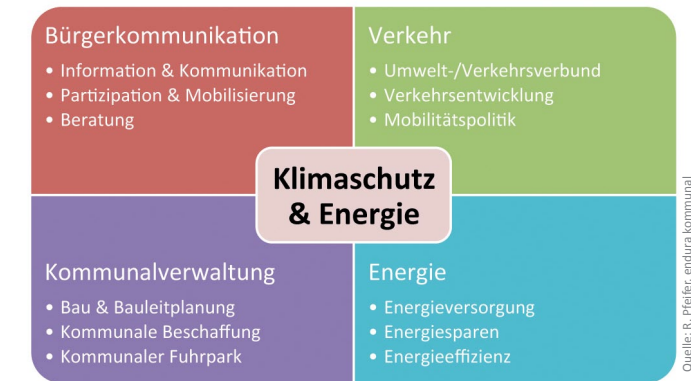 Bürgerkommunikation
• Information & Kommunikation
• Partizipation & Mobilisierung
• Beratung
Verkehr
• Umwelt-/Verkehrsverbund
• Verkehrsentwicklung
• Mobilitätspolitik
Klimaschutz
& Energie
Kommunalverwaltung
• Bau & Bauleitplanung
• Kommunale Beschaffung
• Kommunaler Fuhrpark
Energie
• Energieversorgung
• Energiesparen
• Energieeffizienz
Quelle: R. Pfeifer, endura kommunal